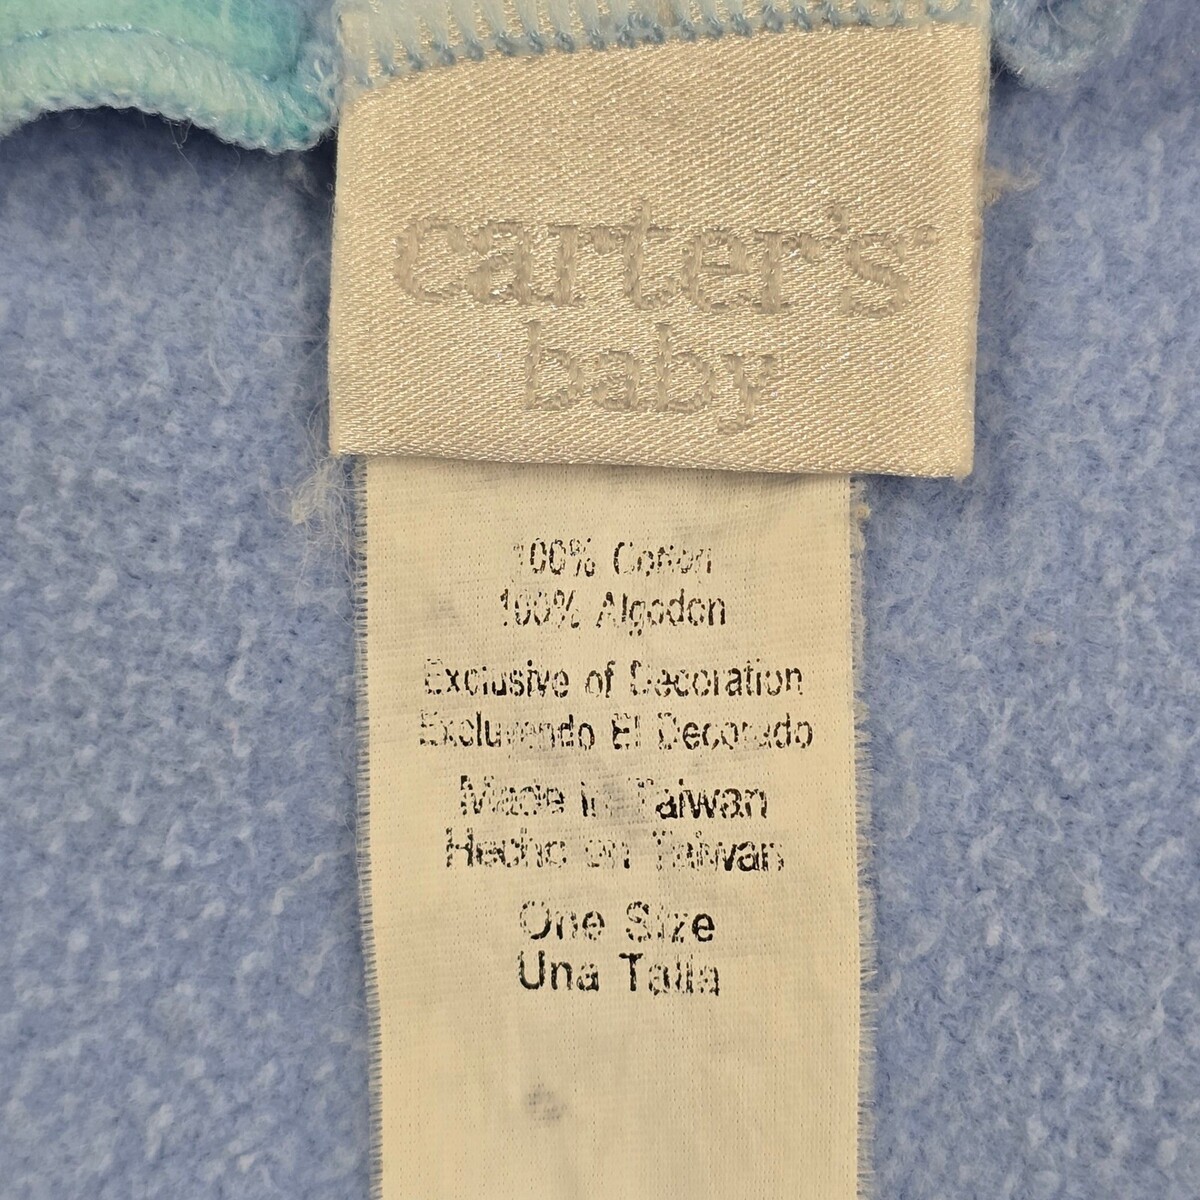 carter's
baby
100% Cotton
100% Algodon
Exclusive of Decoration
Excluyendo El Decorado
Made in Taiwan
Hecho en Taiwan
One Size
Una Talla